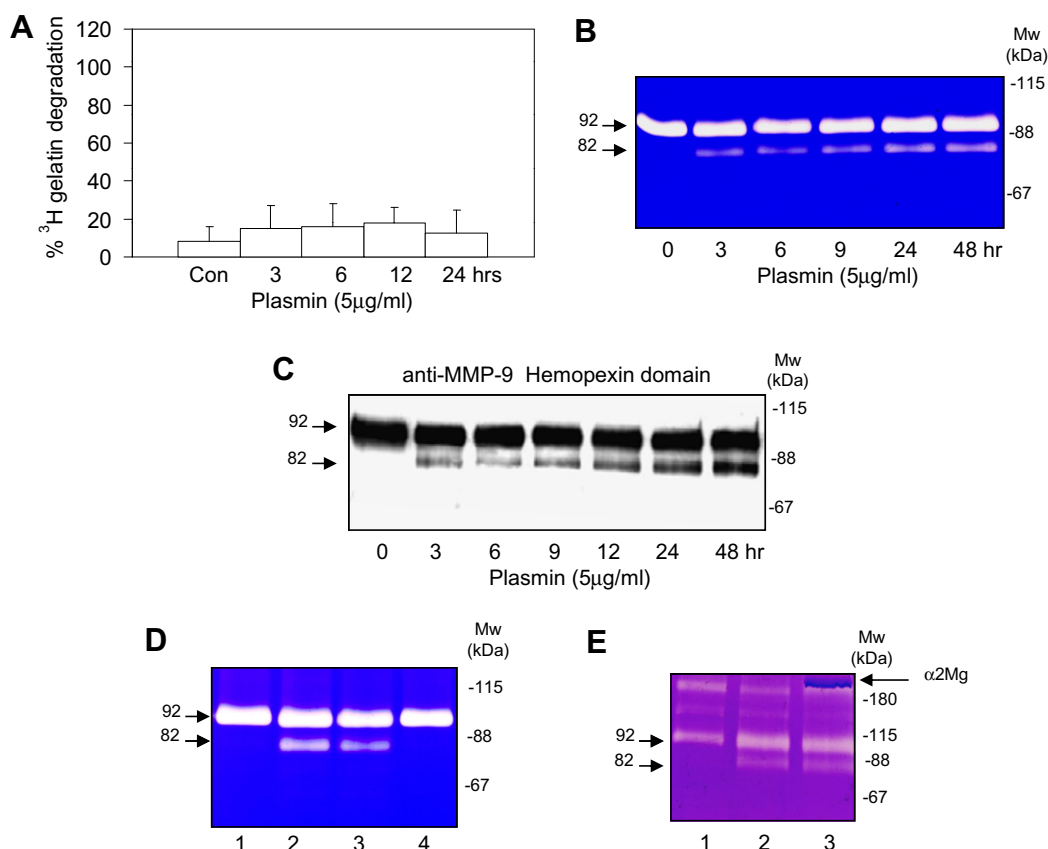 A
% ³H gelatin degradation
120
100
80
60
40
20
0
Con 3 6 12 24 hrs
Plasmin (5μg/ml)
B
Mw
(kDa)
-115
92
-88
82
-67
0 3 6 9 24 48 hr
Plasmin (5μg/ml)
C
anti-MMP-9 Hemopexin domain
Mw
(kDa)
-115
92
82
-88
-67
0 3 6 9 12 24 48 hr
Plasmin (5μg/ml)
D
Mw
(kDa)
-115
92
82
-88
-67
1 2 3 4
E
Mw
(kDa)
α2Mg
-180
92
-115
82
-88
-67
1 2 3